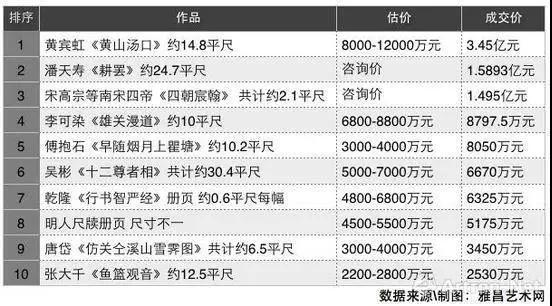 排序 作品 估价 成交价
1 黄宾虹《黄山汤口》约14.8平尺 8000-12000万元 3.45亿元
2 潘天寿《耕罢》约24.7平尺 咨询价 1.5893亿元
3 宋高宗等南宋四帝《四朝宸翰》 共计约2.1平尺 咨询价 1.495亿元
4 李可染《雄关漫道》约10平尺 6800-8800万元 8797.5万元
5 傅抱石《早随烟月上瞿塘》约10.2平尺 3000-4000万元 8050万元
6 吴彬《十二尊者相》共计约30.4平尺 5000-7000万元 6670万元
7 乾隆《行书智严经》册页 约0.6平尺每幅 4800-6800万元 6325万元
8 明人尺牍册页 尺寸不一 4500-5500万元 5175万元
9 唐岱《仿关仝溪山雪霁图》共计约6.5平尺 3000-4000万元 3450万元
10 张大千《鱼篮观音》约12.5平尺 2200-2800万元 2530万元
数据来源/制图：雅昌艺术网